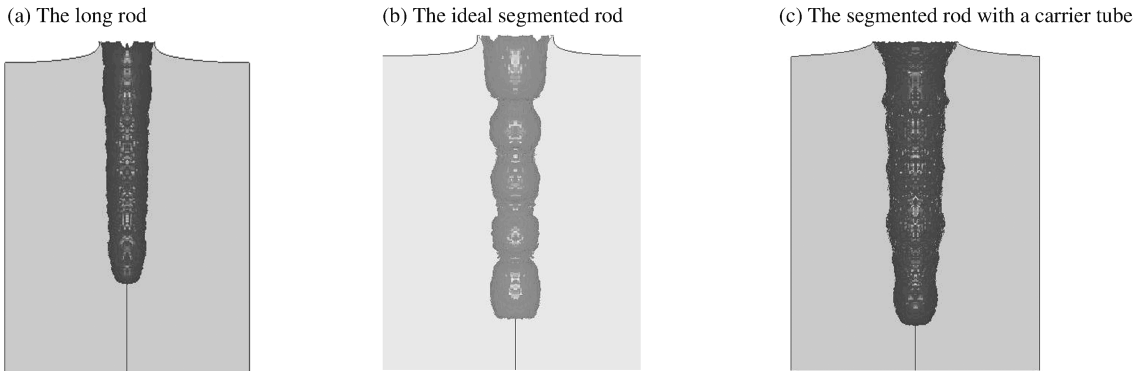 (a) The long rod
(b) The ideal segmented rod
(c) The segmented rod with a carrier tube